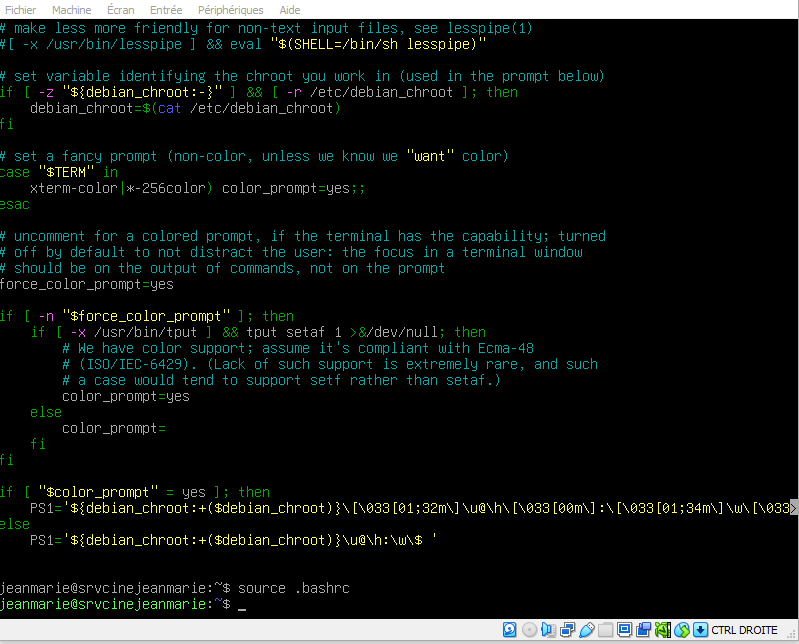 Fichier Machine Écran Entrée Périphériques Aide
# make less more friendly for non-text input files, see lesspipe(1)
#[ -x /usr/bin/lesspipe ] && eval "$(SHELL=/bin/sh lesspipe)"
# set variable identifying the chroot you work in (used in the prompt below)
if [ -z "${debian_chroot:-}" ] && [ -r /etc/debian_chroot ]; then
    debian_chroot=$(cat /etc/debian_chroot)
fi
# set a fancy prompt (non-color, unless we know we "want" color)
case "$TERM" in
    xterm-color|*-256color) color_prompt=yes;;
esac
# uncomment for a colored prompt, if the terminal has the capability; turned
# off by default to not distract the user: the focus in a terminal window
# should be on the output of commands, not on the prompt
force_color_prompt=yes
if [ -n "$force_color_prompt" ]; then
    if [ -x /usr/bin/tput ] && tput setaf 1 >&/dev/null; then
        # We have color support; assume it's compliant with Ecma-48
        # (ISO/IEC-6429). (Lack of such support is extremely rare, and such
        # a case would tend to support setf rather than setaf.)
        color_prompt=yes
    else
        color_prompt=
    fi
fi
if [ "$color_prompt" = yes ]; then
    PS1='${debian_chroot:+($debian_chroot)}\[\033[01;32m\]\u@\h\[\033[00m\]:\[\033[01;34m\]\w\[\033>
else
    PS1='${debian_chroot:+($debian_chroot)}\u@\h:\w\$ '
jeanmarie@srvcinejeanmarie:~$ source .bashrc
jeanmarie@srvcinejeanmarie:~$ _
CTRL DROITE